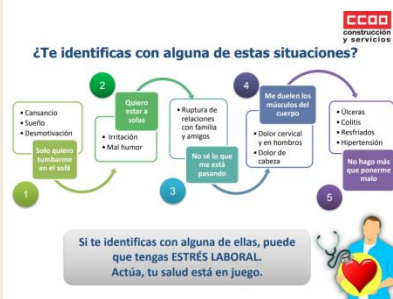 CCOO
construcción
y servicios
¿Te identificas con alguna de estas situaciones?
1
• Cansancio
• Sueño
• Desmotivación
Solo quiero
tumbarme
en el sofá
2
Quiero
estar a
solas
• Irritación
• Mal humor
3
• Ruptura de
relaciones
con familia
y amigos
No sé lo que
me está
pasando
4
Me duelen los
músculos del
cuerpo
• Dolor cervical
y en hombros
• Dolor de
cabeza
5
• Úlceras
• Colitis
• Resfriados
• Hipertensión
No hago más
que ponerme
malo
Si te identificas con alguna de ellas, puede
que tengas ESTRÉS LABORAL.
Actúa, tu salud está en juego.